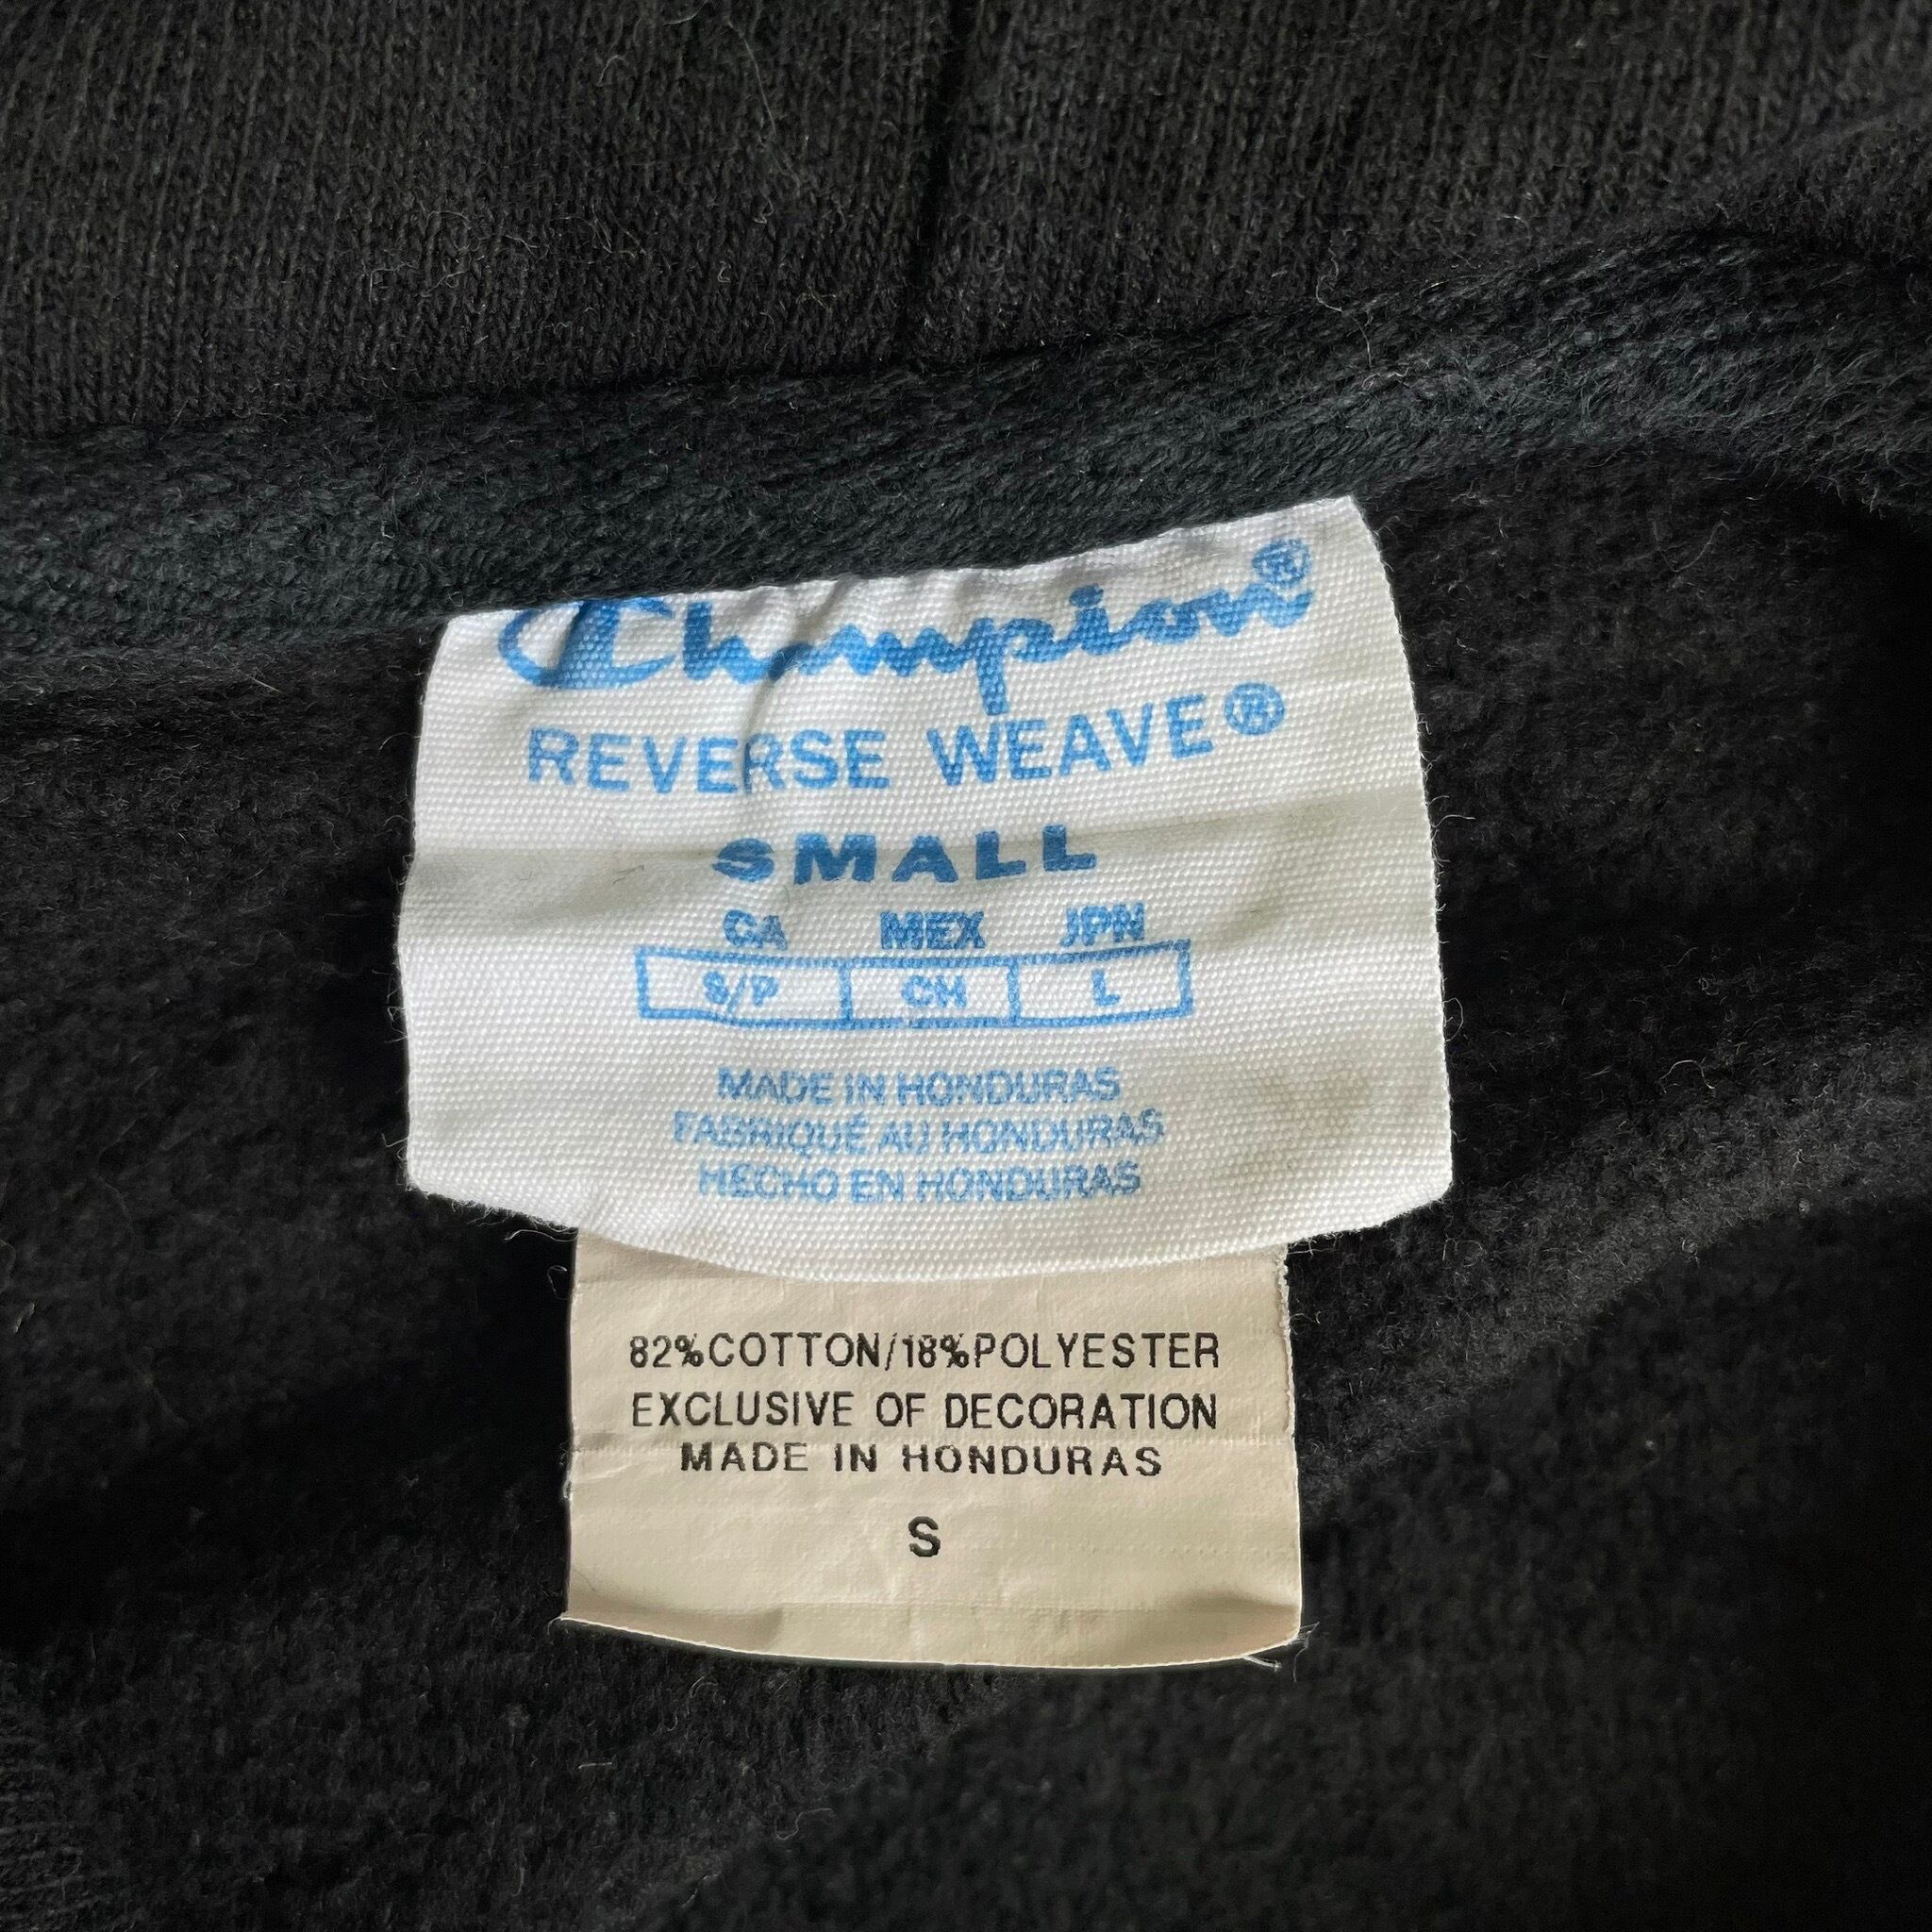 Champion®
REVERSE WEAVE®
SMALL
CA MEX JPN
S/P CH L
MADE IN HONDURAS
FABRIQUÉ AU HONDURAS
HECHO EN HONDURAS
82%COTTON/18%POLYESTER
EXCLUSIVE OF DECORATION
MADE IN HONDURAS
S